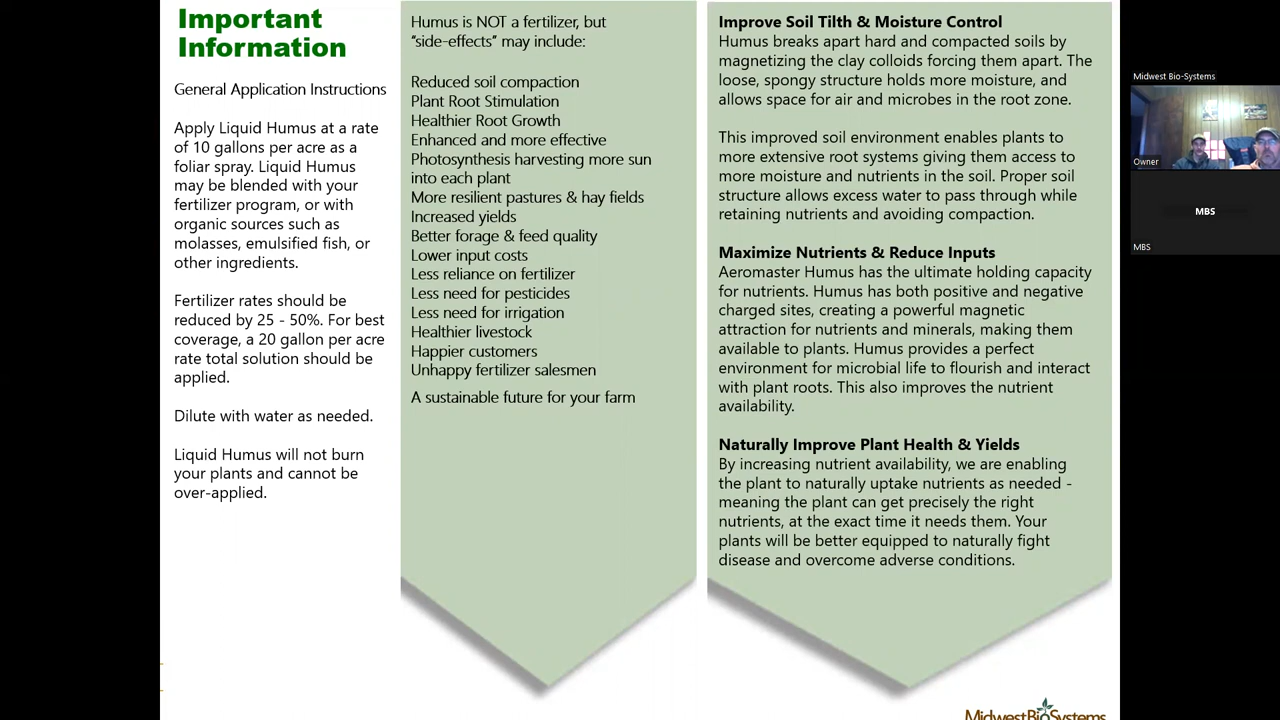 Important
Information
General Application Instructions
Apply Liquid Humus at a rate
of 10 gallons per acre as a
foliar spray. Liquid Humus
may be blended with your
fertilizer program, or with
organic sources such as
molasses, emulsified fish, or
other ingredients.
Fertilizer rates should be
reduced by 25 - 50%. For best
coverage, a 20 gallon per acre
rate total solution should be
applied.
Dilute with water as needed.
Liquid Humus will not burn
your plants and cannot be
over-applied.
Humus is NOT a fertilizer, but
"side-effects" may include:
Reduced soil compaction
Plant Root Stimulation
Healthier Root Growth
Enhanced and more effective
Photosynthesis harvesting more sun
into each plant
More resilient pastures & hay fields
Increased yields
Better forage & feed quality
Lower input costs
Less reliance on fertilizer
Less need for pesticides
Less need for irrigation
Healthier livestock
Happier customers
Unhappy fertilizer salesmen
A sustainable future for your farm
Improve Soil Tilth & Moisture Control
Humus breaks apart hard and compacted soils by
magnetizing the clay colloids forcing them apart. The
loose, spongy structure holds more moisture, and
allows space for air and microbes in the root zone.
This improved soil environment enables plants to
more extensive root systems giving them access to
more moisture and nutrients in the soil. Proper soil
structure allows excess water to pass through while
retaining nutrients and avoiding compaction.
Maximize Nutrients & Reduce Inputs
Aeromaster Humus has the ultimate holding capacity
for nutrients. Humus has both positive and negative
charged sites, creating a powerful magnetic
attraction for nutrients and minerals, making them
available to plants. Humus provides a perfect
environment for microbial life to flourish and interact
with plant roots. This also improves the nutrient
availability.
Naturally Improve Plant Health & Yields
By increasing nutrient availability, we are enabling
the plant to naturally uptake nutrients as needed -
meaning the plant can get precisely the right
nutrients, at the exact time it needs them. Your
plants will be better equipped to naturally fight
disease and overcome adverse conditions.
MidwestBioSystems
Midwest Bio-Systems
Owner
MBS
MBS